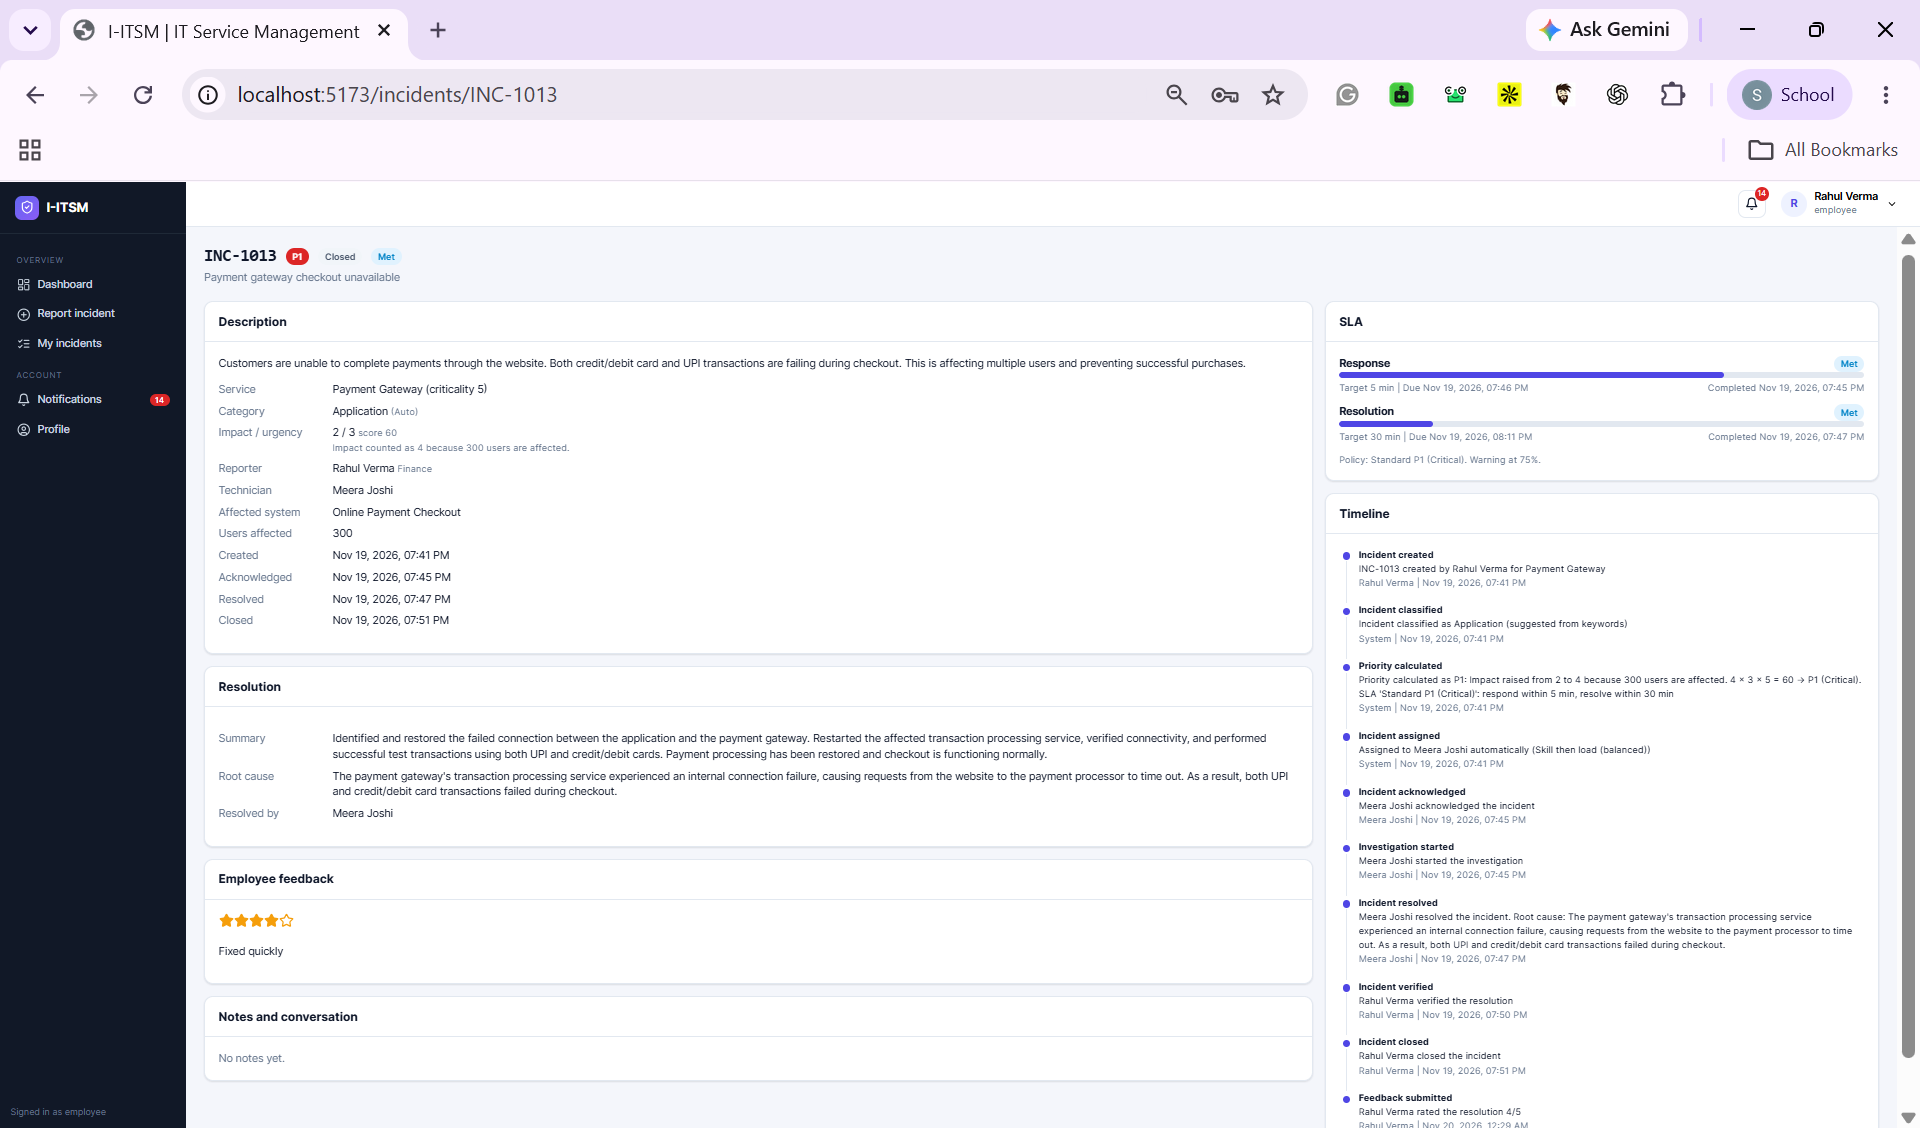 I-ITSM | IT Service Management
Ask Gemini
localhost:5173/incidents/INC-1013
S School
All Bookmarks
I-ITSM
14
R
Rahul Verma
employee
OVERVIEW
Dashboard
Report incident
My incidents
ACCOUNT
Notifications 14
Profile
Signed in as employee
INC-1013 P1 Closed Met
Payment gateway checkout unavailable
Description
Customers are unable to complete payments through the website. Both credit/debit card and UPI transactions are failing during checkout. This is affecting multiple users and preventing successful purchases.
Service Payment Gateway (criticality 5)
Category Application (Auto)
Impact / urgency 2 / 3 score 60
Impact counted as 4 because 300 users are affected.
Reporter Rahul Verma Finance
Technician Meera Joshi
Affected system Online Payment Checkout
Users affected 300
Created Nov 19, 2026, 07:41 PM
Acknowledged Nov 19, 2026, 07:45 PM
Resolved Nov 19, 2026, 07:47 PM
Closed Nov 19, 2026, 07:51 PM
Resolution
Summary Identified and restored the failed connection between the application and the payment gateway. Restarted the affected transaction processing service, verified connectivity, and performed
successful test transactions using both UPI and credit/debit cards. Payment processing has been restored and checkout is functioning normally.
Root cause The payment gateway's transaction processing service experienced an internal connection failure, causing requests from the website to the payment processor to time out. As a result, both UPI
and credit/debit card transactions failed during checkout.
Resolved by Meera Joshi
Employee feedback
Fixed quickly
Notes and conversation
No notes yet.
SLA
Response Met
Target 5 min | Due Nov 19, 2026, 07:46 PM Completed Nov 19, 2026, 07:45 PM
Resolution Met
Target 30 min | Due Nov 19, 2026, 08:11 PM Completed Nov 19, 2026, 07:47 PM
Policy: Standard P1 (Critical). Warning at 75%.
Timeline
Incident created
INC-1013 created by Rahul Verma for Payment Gateway
Rahul Verma | Nov 19, 2026, 07:41 PM
Incident classified
Incident classified as Application (suggested from keywords)
System | Nov 19, 2026, 07:41 PM
Priority calculated
Priority calculated as P1: Impact raised from 2 to 4 because 300 users are affected. 4 × 3 × 5 = 60 → P1 (Critical).
SLA 'Standard P1 (Critical)': respond within 5 min, resolve within 30 min
System | Nov 19, 2026, 07:41 PM
Incident assigned
Assigned to Meera Joshi automatically (Skill then load (balanced))
System | Nov 19, 2026, 07:41 PM
Incident acknowledged
Meera Joshi acknowledged the incident
Meera Joshi | Nov 19, 2026, 07:45 PM
Investigation started
Meera Joshi started the investigation
Meera Joshi | Nov 19, 2026, 07:45 PM
Incident resolved
Meera Joshi resolved the incident. Root cause: The payment gateway's transaction processing service
experienced an internal connection failure, causing requests from the website to the payment processor to time
out. As a result, both UPI and credit/debit card transactions failed during checkout.
Meera Joshi | Nov 19, 2026, 07:47 PM
Incident verified
Rahul Verma verified the resolution
Rahul Verma | Nov 19, 2026, 07:50 PM
Incident closed
Rahul Verma closed the incident
Rahul Verma | Nov 19, 2026, 07:51 PM
Feedback submitted
Rahul Verma rated the resolution 4/5
Rahul Verma | Nov 20, 2026, 12:29 AM